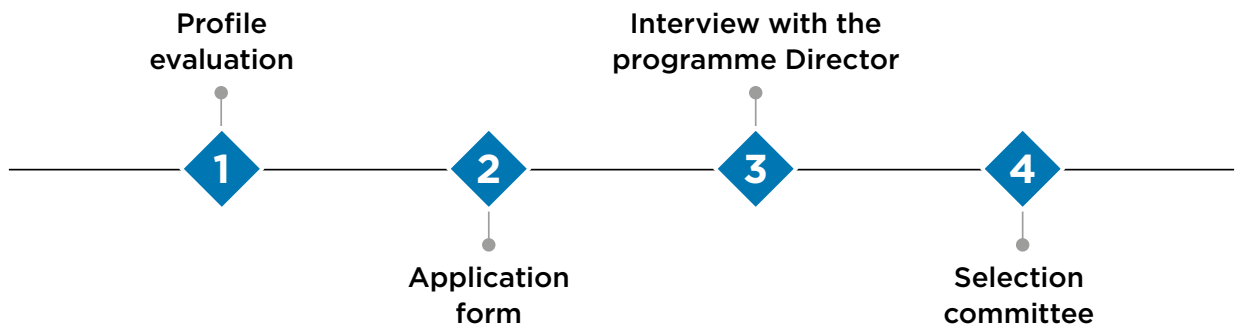 Profile
evaluation
1
2
Application
form
Interview with the
programme Director
3
4
Selection
committee